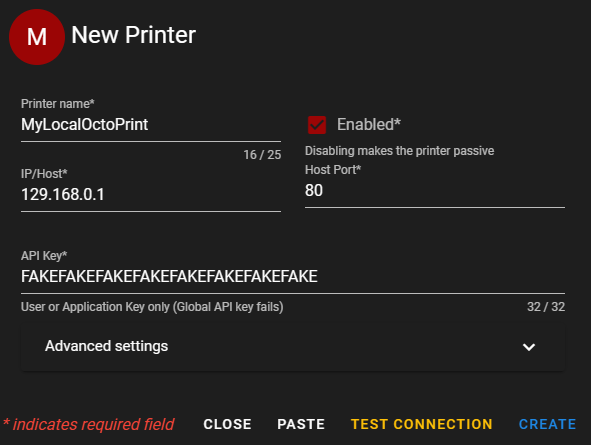 M New Printer
Printer name*
MyLocalOctoPrint
16 / 25
Enabled*
Disabling makes the printer passive
IP/Host*
129.168.0.1
Host Port*
80
API Key*
FAKEFAKEFAKEFAKEFAKEFAKEFAKEFAKE
User or Application Key only (Global API key fails)
32 / 32
Advanced settings
* indicates required field CLOSE PASTE TEST CONNECTION CREATE